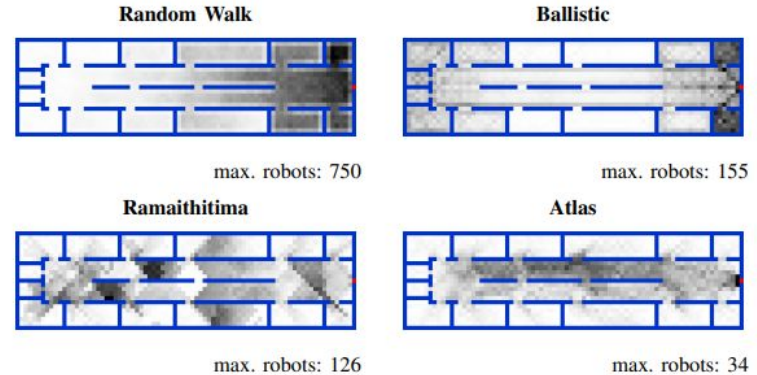 Random Walk
Ballistic
max. robots: 750
max. robots: 155
Ramaithitima
Atlas
max. robots: 126
max. robots: 34